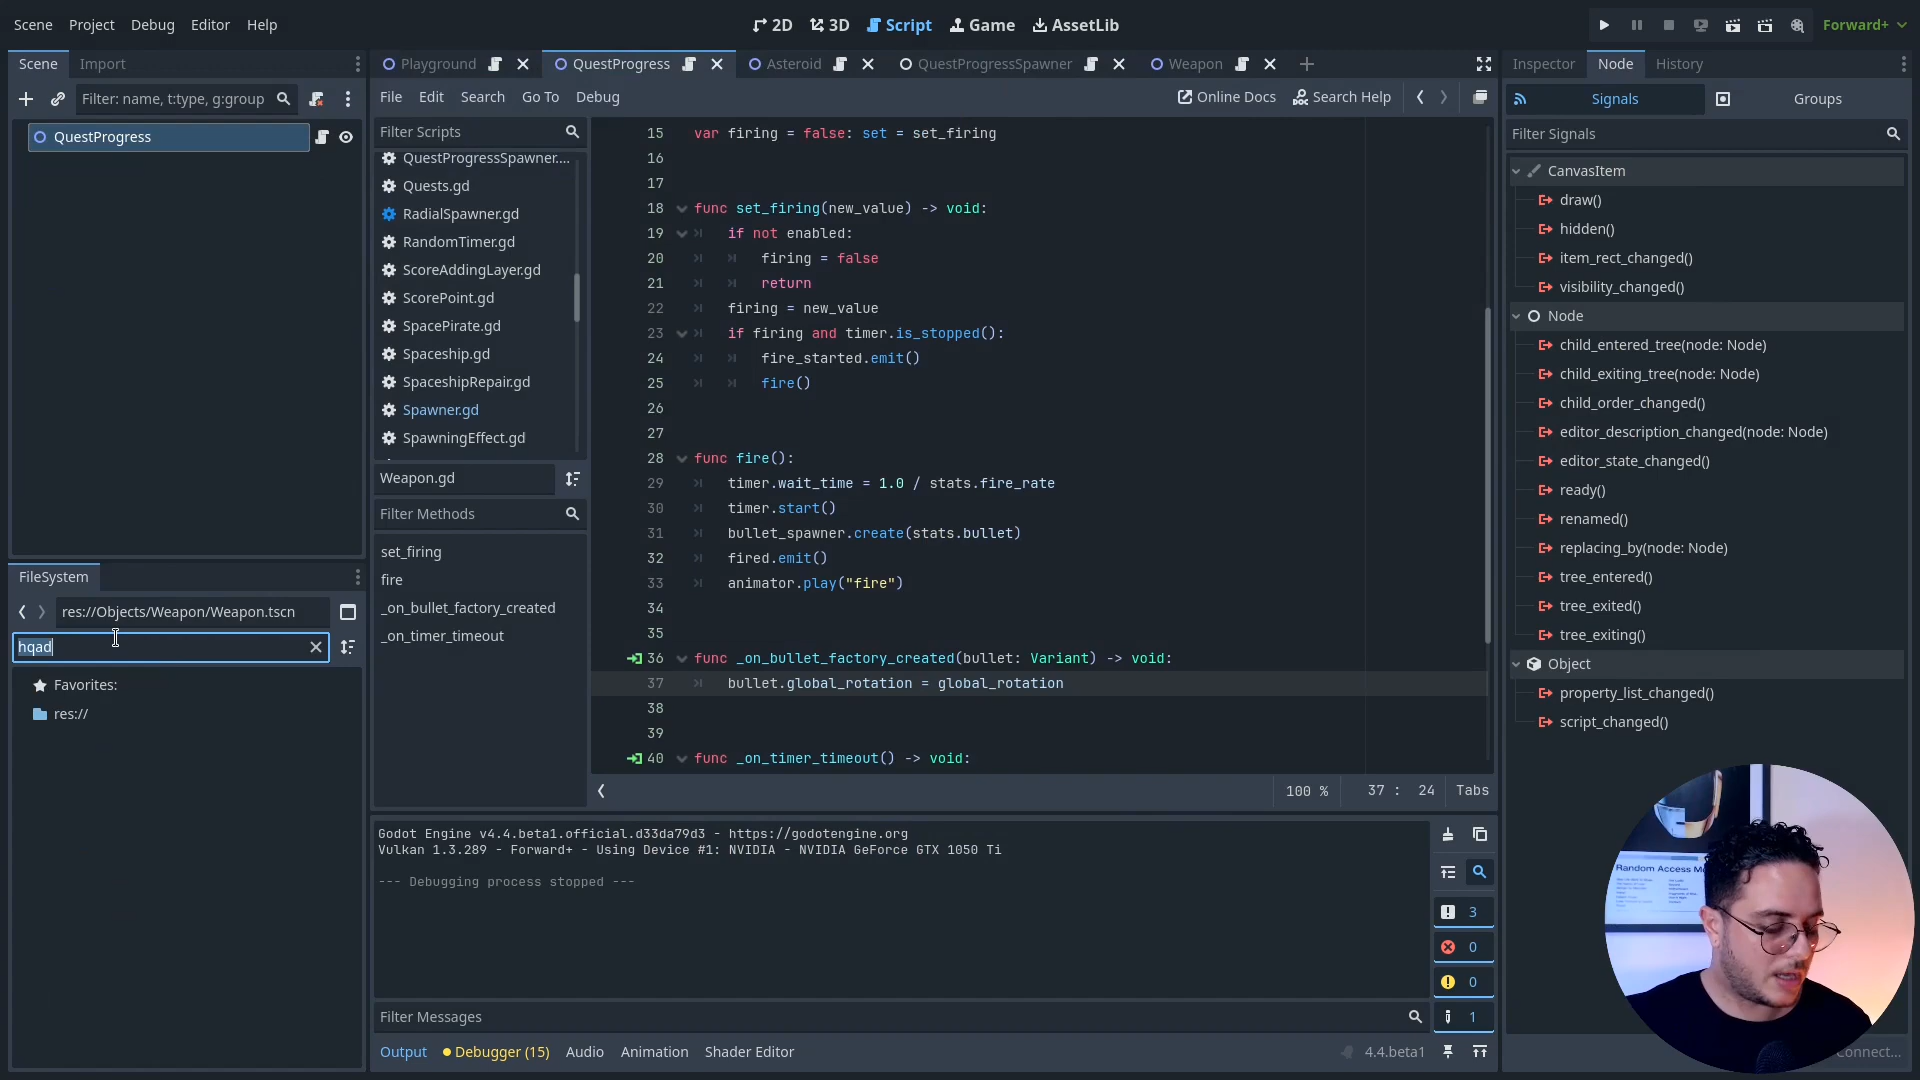 Scene Project Debug Editor Help
2D 3D Script Game AssetLib
Forward+
Scene Import
Filter: name, t:type, g:group
QuestProgress
Playground QuestProgress Asteroid QuestProgressSpawner Weapon
File Edit Search Go To Debug
Online Docs Search Help
Filter Scripts
QuestProgressSpawner....
Quests.gd
RadialSpawner.gd
RandomTimer.gd
ScoreAddingLayer.gd
ScorePoint.gd
SpacePirate.gd
Spaceship.gd
SpaceshipRepair.gd
Spawner.gd
SpawningEffect.gd
Weapon.gd
Filter Methods
set_firing
fire
_on_bullet_factory_created
_on_timer_timeout
15 var firing = false: set = set_firing
16
17
18 func set_firing(new_value) -> void:
19 if not enabled:
20 firing = false
21 return
22 firing = new_value
23 if firing and timer.is_stopped():
24 fire_started.emit()
25 fire()
26
27
28 func fire():
29 timer.wait_time = 1.0 / stats.fire_rate
30 timer.start()
31 bullet_spawner.create(stats.bullet)
32 fired.emit()
33 animator.play("fire")
34
35
36 func _on_bullet_factory_created(bullet: Variant) -> void:
37 bullet.global_rotation = global_rotation
38
39
40 func _on_timer_timeout() -> void:
100 % 37 : 24 Tabs
FileSystem
res://Objects/Weapon/Weapon.tscn
hqad
Favorites:
res://
Godot Engine v4.4.beta1.official.d33da79d3 - https://godotengine.org
Vulkan 1.3.289 - Forward+ - Using Device #1: NVIDIA - NVIDIA GeForce GTX 1050 Ti
--- Debugging process stopped ---
3
0
0
1
Filter Messages
Output Debugger (15) Audio Animation Shader Editor
4.4.beta1
Inspector Node History
Signals Groups
Filter Signals
CanvasItem
draw()
hidden()
item_rect_changed()
visibility_changed()
Node
child_entered_tree(node: Node)
child_exiting_tree(node: Node)
child_order_changed()
editor_description_changed(node: Node)
editor_state_changed()
ready()
renamed()
replacing_by(node: Node)
tree_entered()
tree_exited()
tree_exiting()
Object
property_list_changed()
script_changed()
Random Access
Connect...